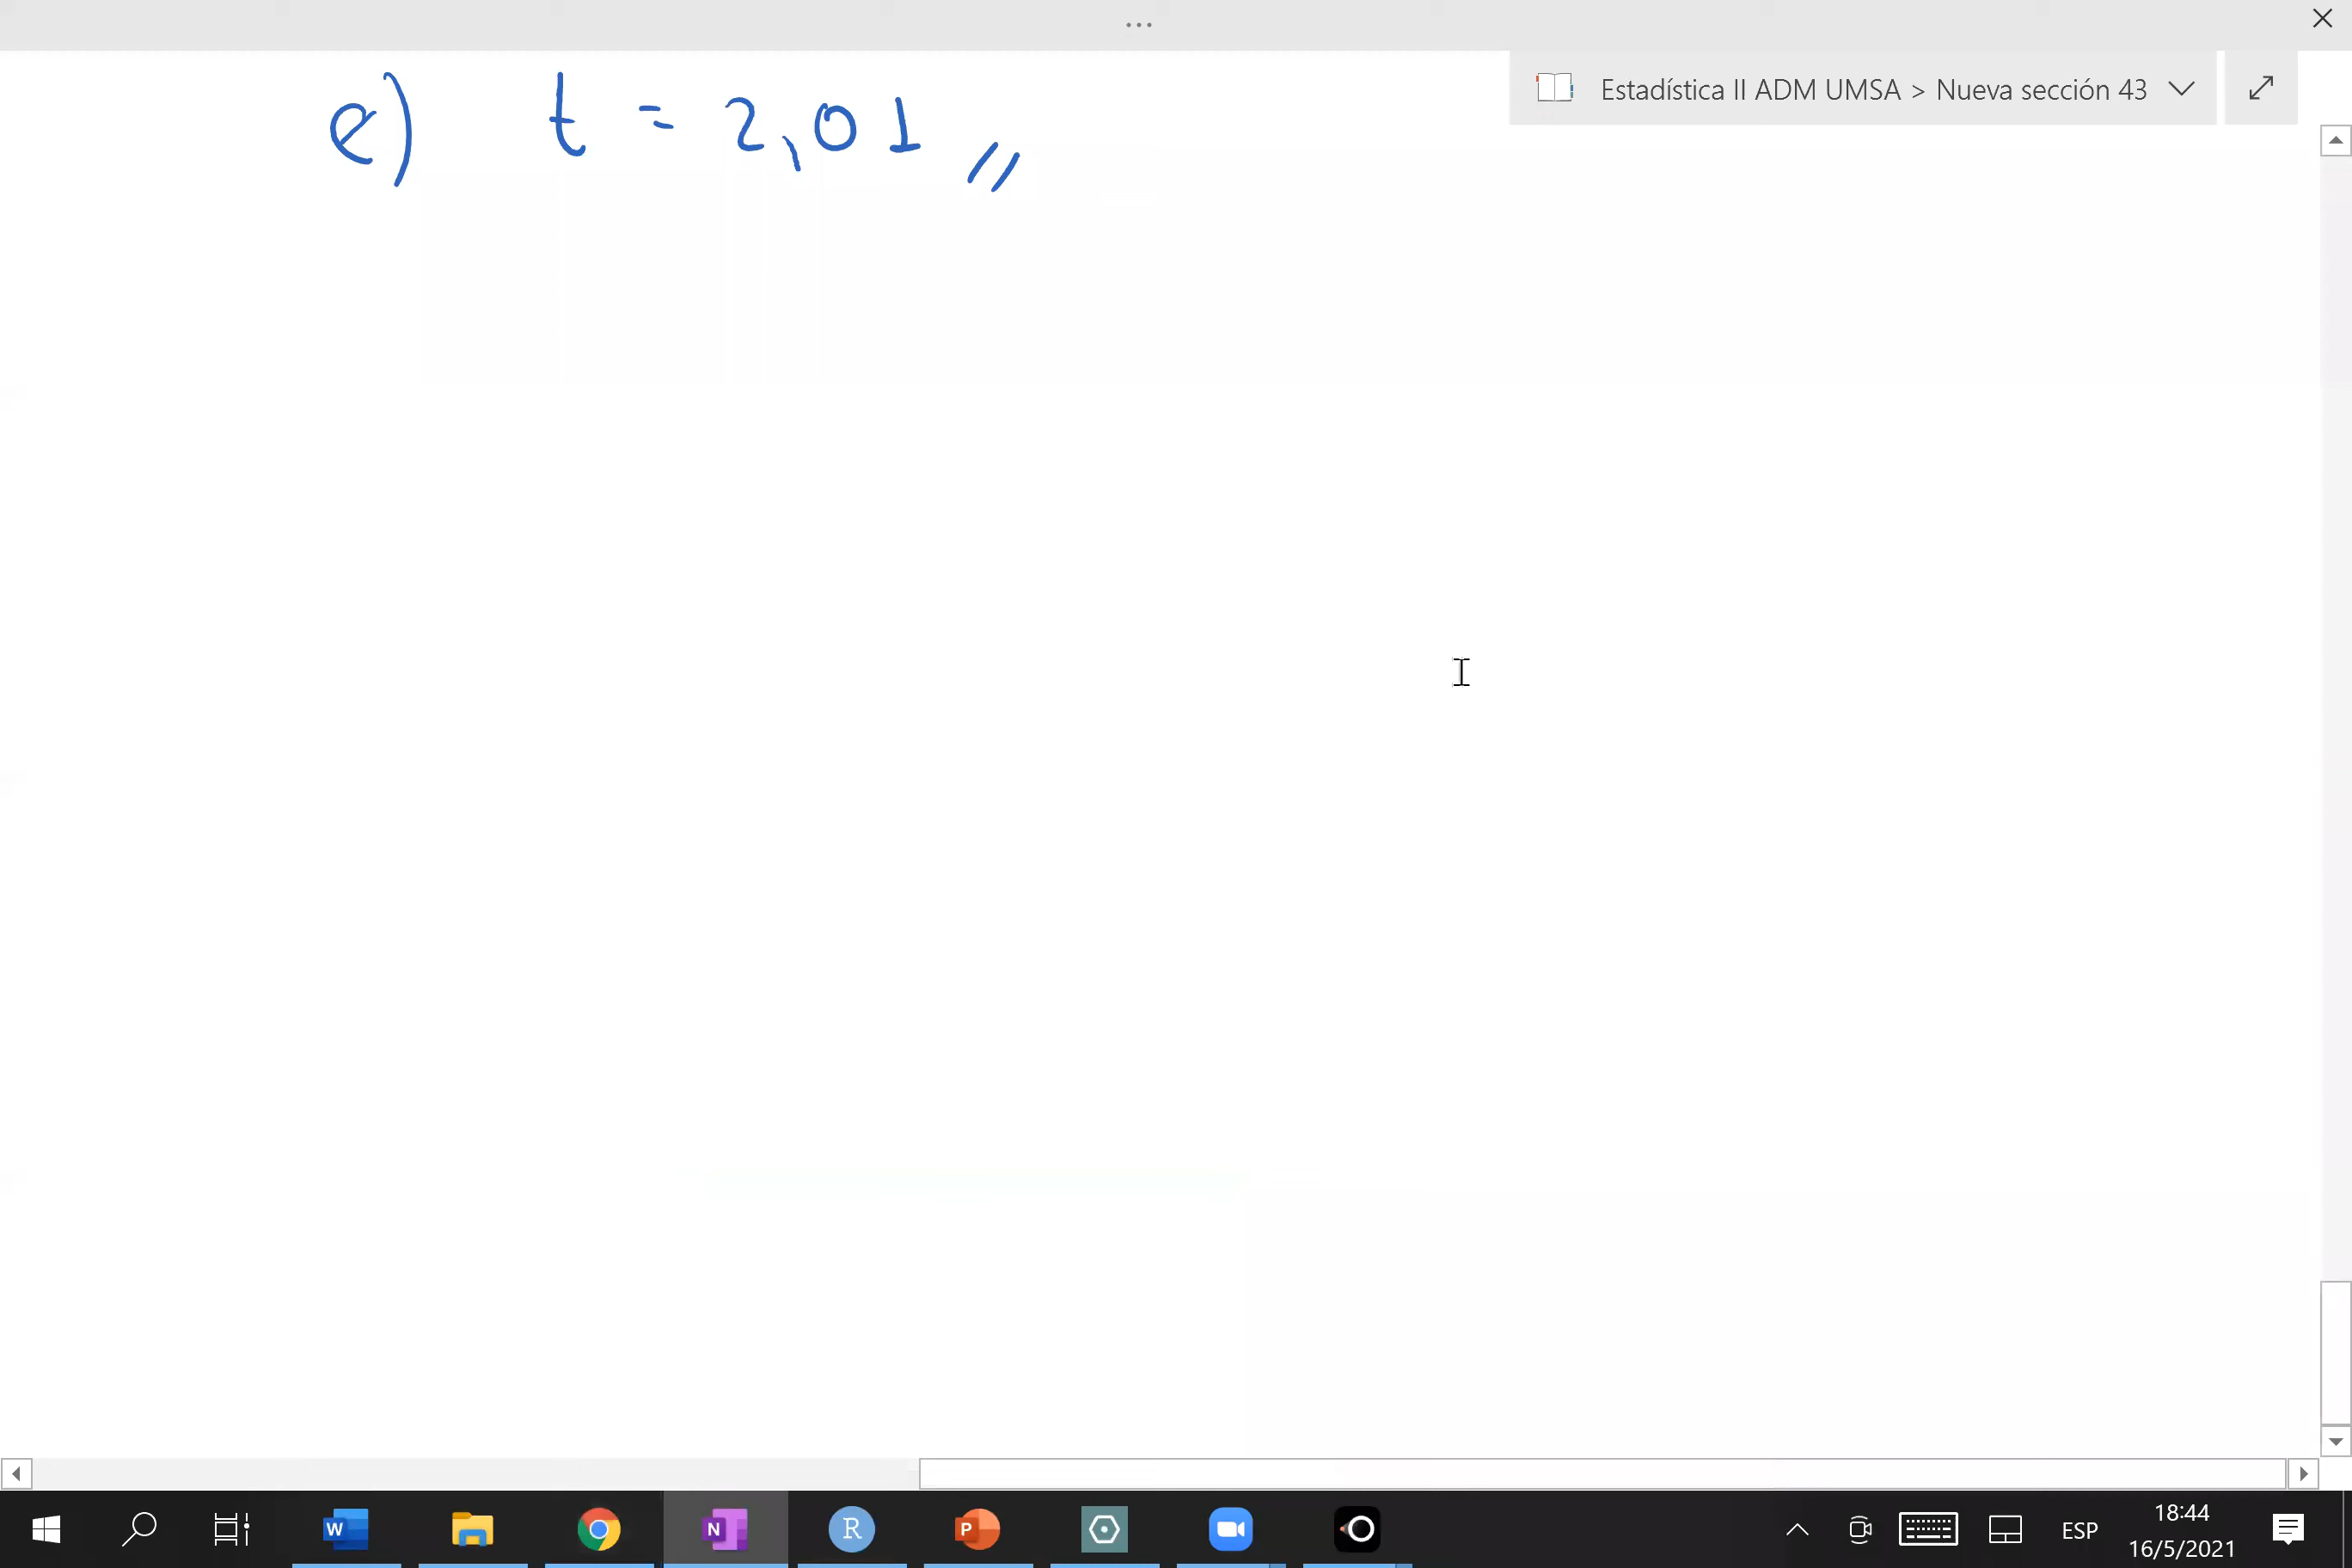 Estadística II ADM UMSA > Nueva sección 43
e) t = 2,01 //
ESP
18:44
16/5/2021